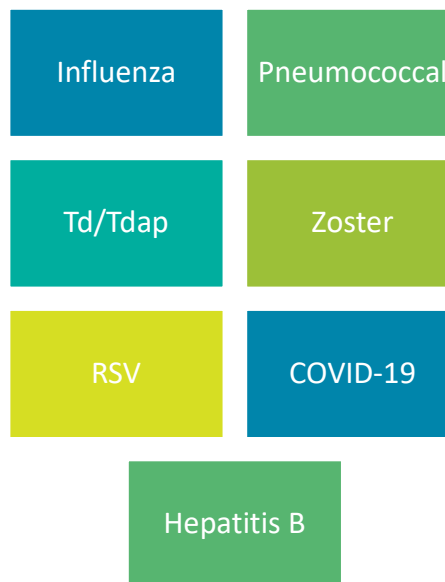 Influenza
Pneumococcal
Td/Tdap
Zoster
RSV
COVID-19
Hepatitis B